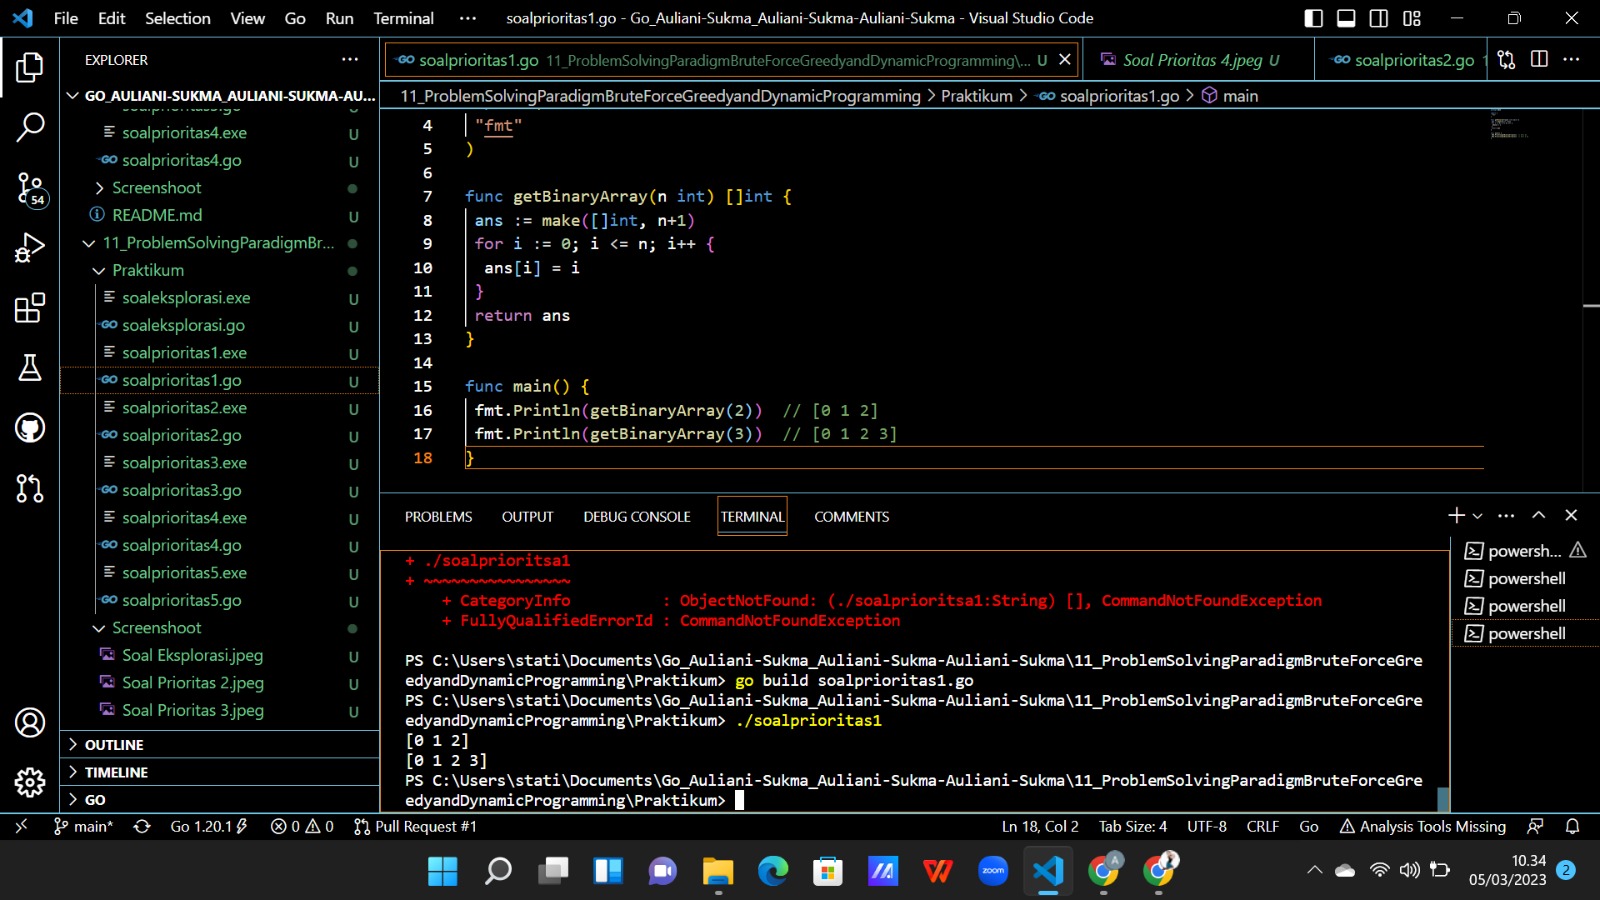 File Edit Selection View Go Run Terminal ··· soalprioritas1.go - Go_Auliani-Sukma_Auliani-Sukma-Auliani-Sukma - Visual Studio Code
EXPLORER ···
GO_AULIANI-SUKMA_AULIANI-SUKMA-AU...
soalprioritas4.exe U
soalprioritas4.go U
Screenshoot
README.md U
11_ProblemSolvingParadigmBr...
Praktikum
soaleksplorasi.exe U
soaleksplorasi.go U
soalprioritas1.exe U
soalprioritas1.go U
soalprioritas2.exe U
soalprioritas2.go U
soalprioritas3.exe U
soalprioritas3.go U
soalprioritas4.exe U
soalprioritas4.go U
soalprioritas5.exe U
soalprioritas5.go U
Screenshoot
Soal Eksplorasi.jpeg U
Soal Prioritas 2.jpeg U
Soal Prioritas 3.jpeg U
OUTLINE
TIMELINE
GO
54
soalprioritas1.go 11_ProblemSolvingParadigmBruteForceGreedyandDynamicProgramming\... U
Soal Prioritas 4.jpeg U
soalprioritas2.go
11_ProblemSolvingParadigmBruteForceGreedyandDynamicProgramming > Praktikum > soalprioritas1.go > main
4 "fmt"
5 )
6
7 func getBinaryArray(n int) []int {
8 ans := make([]int, n+1)
9 for i := 0; i <= n; i++ {
10 ans[i] = i
11 }
12 return ans
13 }
14
15 func main() {
16 fmt.Println(getBinaryArray(2)) // [0 1 2]
17 fmt.Println(getBinaryArray(3)) // [0 1 2 3]
18 }
PROBLEMS OUTPUT DEBUG CONSOLE TERMINAL COMMENTS
+ ./soalprioritsa1
+ ~~~~~~~~~~~~~~~~
+ CategoryInfo : ObjectNotFound: (./soalprioritsa1:String) [], CommandNotFoundException
+ FullyQualifiedErrorId : CommandNotFoundException
PS C:\Users\stati\Documents\Go_Auliani-Sukma_Auliani-Sukma-Auliani-Sukma\11_ProblemSolvingParadigmBruteForceGre
edyandDynamicProgramming\Praktikum> go build soalprioritas1.go
PS C:\Users\stati\Documents\Go_Auliani-Sukma_Auliani-Sukma-Auliani-Sukma\11_ProblemSolvingParadigmBruteForceGre
edyandDynamicProgramming\Praktikum> ./soalprioritas1
[0 1 2]
[0 1 2 3]
PS C:\Users\stati\Documents\Go_Auliani-Sukma_Auliani-Sukma-Auliani-Sukma\11_ProblemSolvingParadigmBruteForceGre
edyandDynamicProgramming\Praktikum>
powersh...
powershell
powershell
powershell
main* Go 1.20.1 0 0 Pull Request #1 Ln 18, Col 2 Tab Size: 4 UTF-8 CRLF Go Analysis Tools Missing
zoom A
10.34
05/03/2023
2